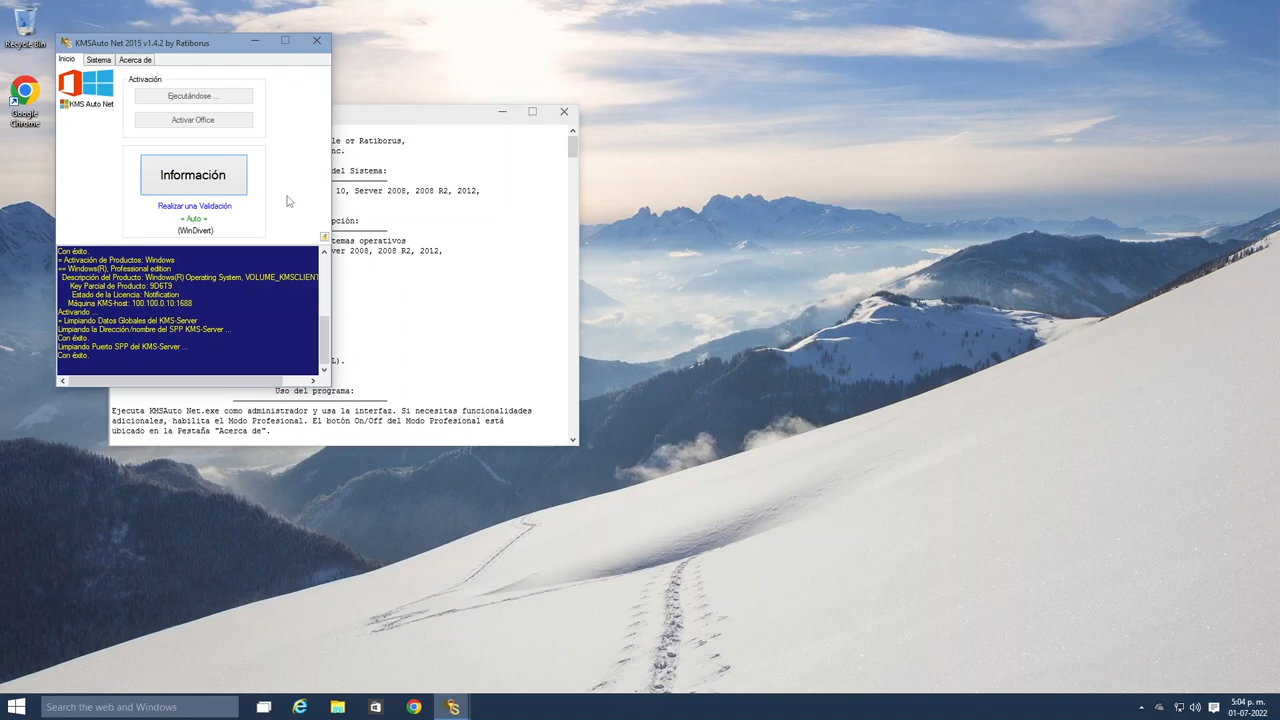 Recycle Bin
Google
Chrome
KMSAuto Net 2015 v1.4.2 by Ratiborus
Inicio
Sistema
Acerca de
KMS Auto Net
Activación
Ejecutándose ...
Activar Office
Información
Realizar una Validación
= Auto =
(WinDivert)
Con éxito.
= Activación de Productos: Windows
== Windows(R), Professional edition
Descripción del Producto: Windows(R) Operating System, VOLUME_KMSCLIENT
Key Parcial de Producto: 9D6T9
Estado de la Licencia: Notification
Máquina KMS-host: 100.100.0.10:1688
Activando ...
= Limpiando Datos Globales del KMS-Server
Limpiando la Dirección/nombre del SPP KMS-Server ...
Con éxito.
Limpiando Puerto SPP del KMS-Server ...
Con éxito.
le от Ratiborus,
nc.
del Sistema:
10, Server 2008, 2008 R2, 2012,
pción:
temas operativos
ver 2008, 2008 R2, 2012,
L).
Uso del programa:
Ejecuta KMSAuto Net.exe como administrador y usa la interfaz. Si necesitas funcionalidades
adicionales, habilita el Modo Profesional. El botón On/Off del Modo Profesional está
ubicado en la Pestaña "Acerca de".
Search the web and Windows
5:04 p. m.
01-07-2022